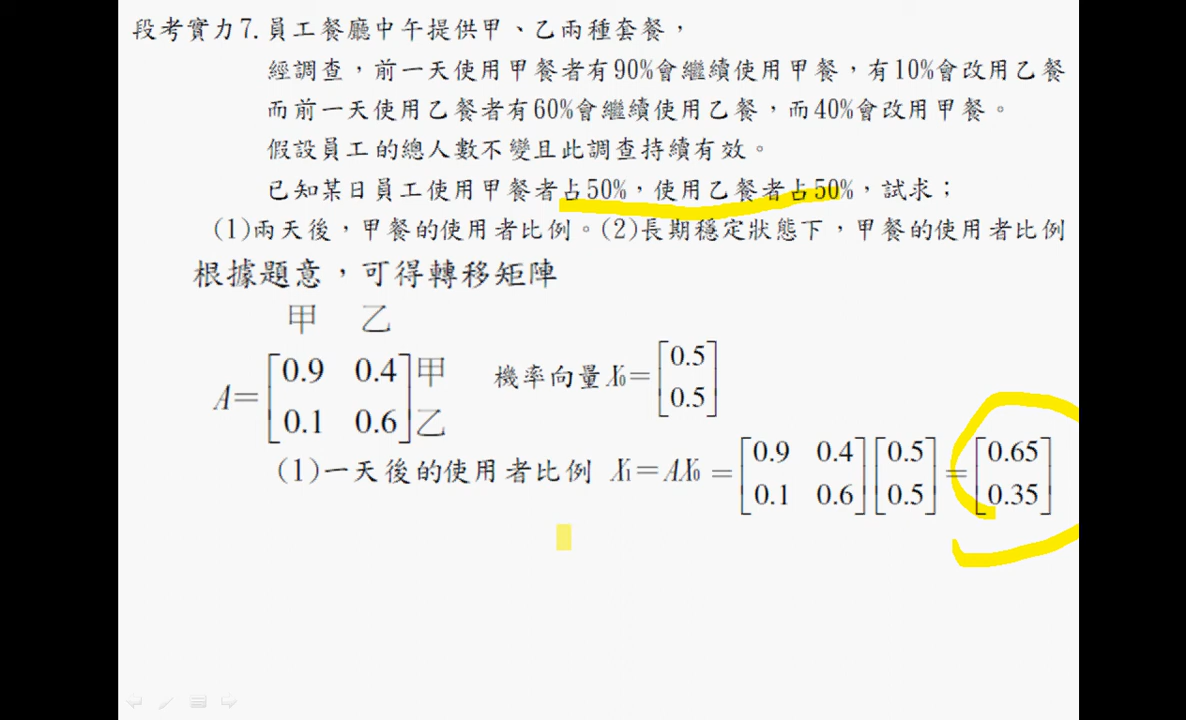 段考實力7.員工餐廳中午提供甲、乙兩種套餐，
經調查，前一天使用甲餐者有90%會繼續使用甲餐，有10%會改用乙餐
而前一天使用乙餐者有60%會繼續使用乙餐，而40%會改用甲餐。
假設員工的總人數不變且此調查持續有效。
已知某日員工使用甲餐者占50%，使用乙餐者占50%，試求；
(1)兩天後，甲餐的使用者比例。(2)長期穩定狀態下，甲餐的使用者比例
根據題意，可得轉移矩陣
甲 乙
A=[0.9 0.4]甲 機率向量X₀=[0.5]
[0.1 0.6]乙 [0.5]
(1)一天後的使用者比例 X₁=AX₀=[0.9 0.4][0.5]=[0.65]
[0.1 0.6][0.5] [0.35]